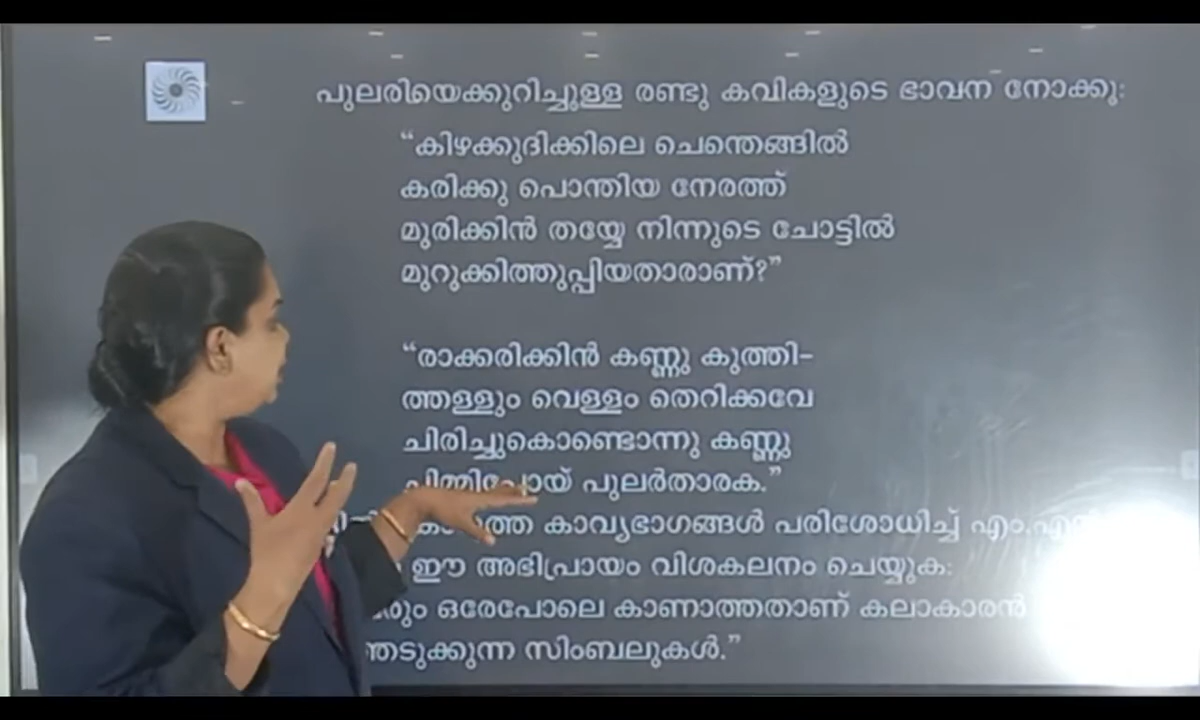 പുലരിയെക്കുറിച്ചുള്ള രണ്ടു കവികളുടെ ഭാവന നോക്കൂ:
“കിഴക്കുദിക്കിലെ ചെന്തെങ്ങിൽ
കരിക്കു പൊന്തിയ നേരത്ത്
മുരിക്കിൻ തയ്യേ നിന്നുടെ ചോട്ടിൽ
മുറുക്കിത്തുപ്പിയതാരാണ്?”
“രാക്കരിക്കിൻ കണ്ണു കുത്തി–
ത്തള്ളും വെള്ളം തെറിക്കവേ
ചിരിച്ചുകൊണ്ടൊന്നു കണ്ണു
ചിമ്മിപ്പോയ് പുലർതാരക.”
കാവ്യഭാഗങ്ങൾ പരിശോധിച്ച് എം.എൻ
ഈ അഭിപ്രായം വിശകലനം ചെയ്യുക:
ഒരേപോലെ കാണാത്തതാണ് കലാകാരൻ
സിംബലുകൾ.”